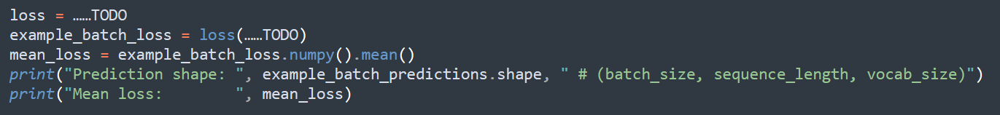 loss = ……TODO
example_batch_loss = loss(……TODO)
mean_loss = example_batch_loss.numpy().mean()
print("Prediction shape: ", example_batch_predictions.shape, " # (batch_size, sequence_length, vocab_size)")
print("Mean loss:        ", mean_loss)